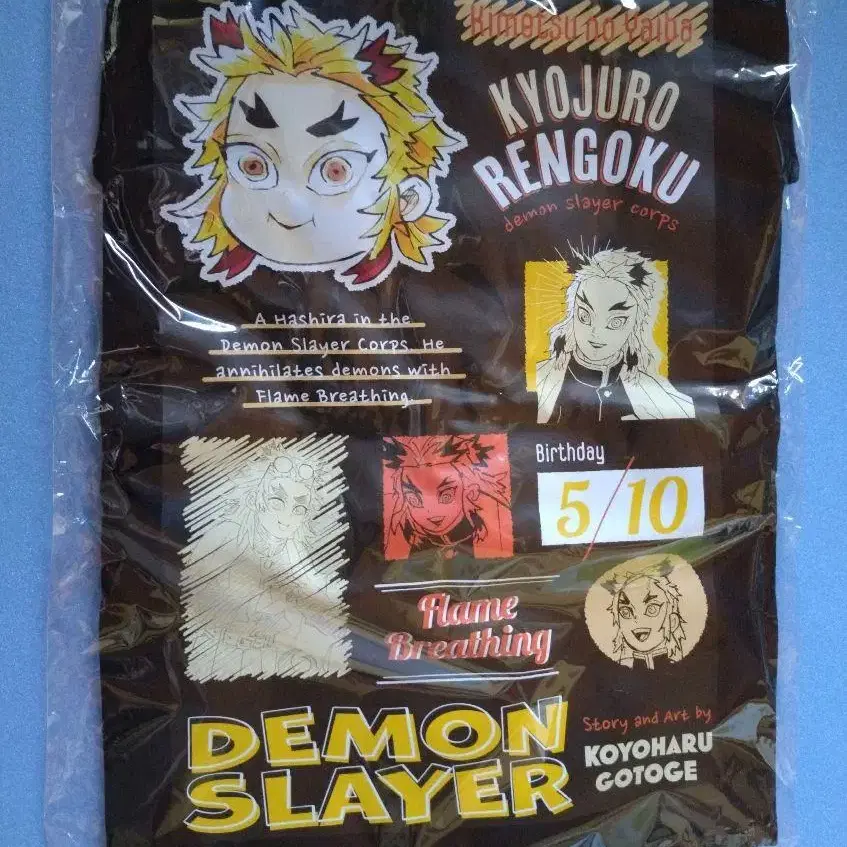 Kimetsu no Yaiba
KYOJURO
RENGOKU
demon slayer corps
A Hashira in the
Demon Slayer Corps. He
annihilates demons with
Flame Breathing.
Birthday
5/10
Flame
Breathing
DEMON
SLAYER
Story and Art by
KOYOHARU
GOTOGE